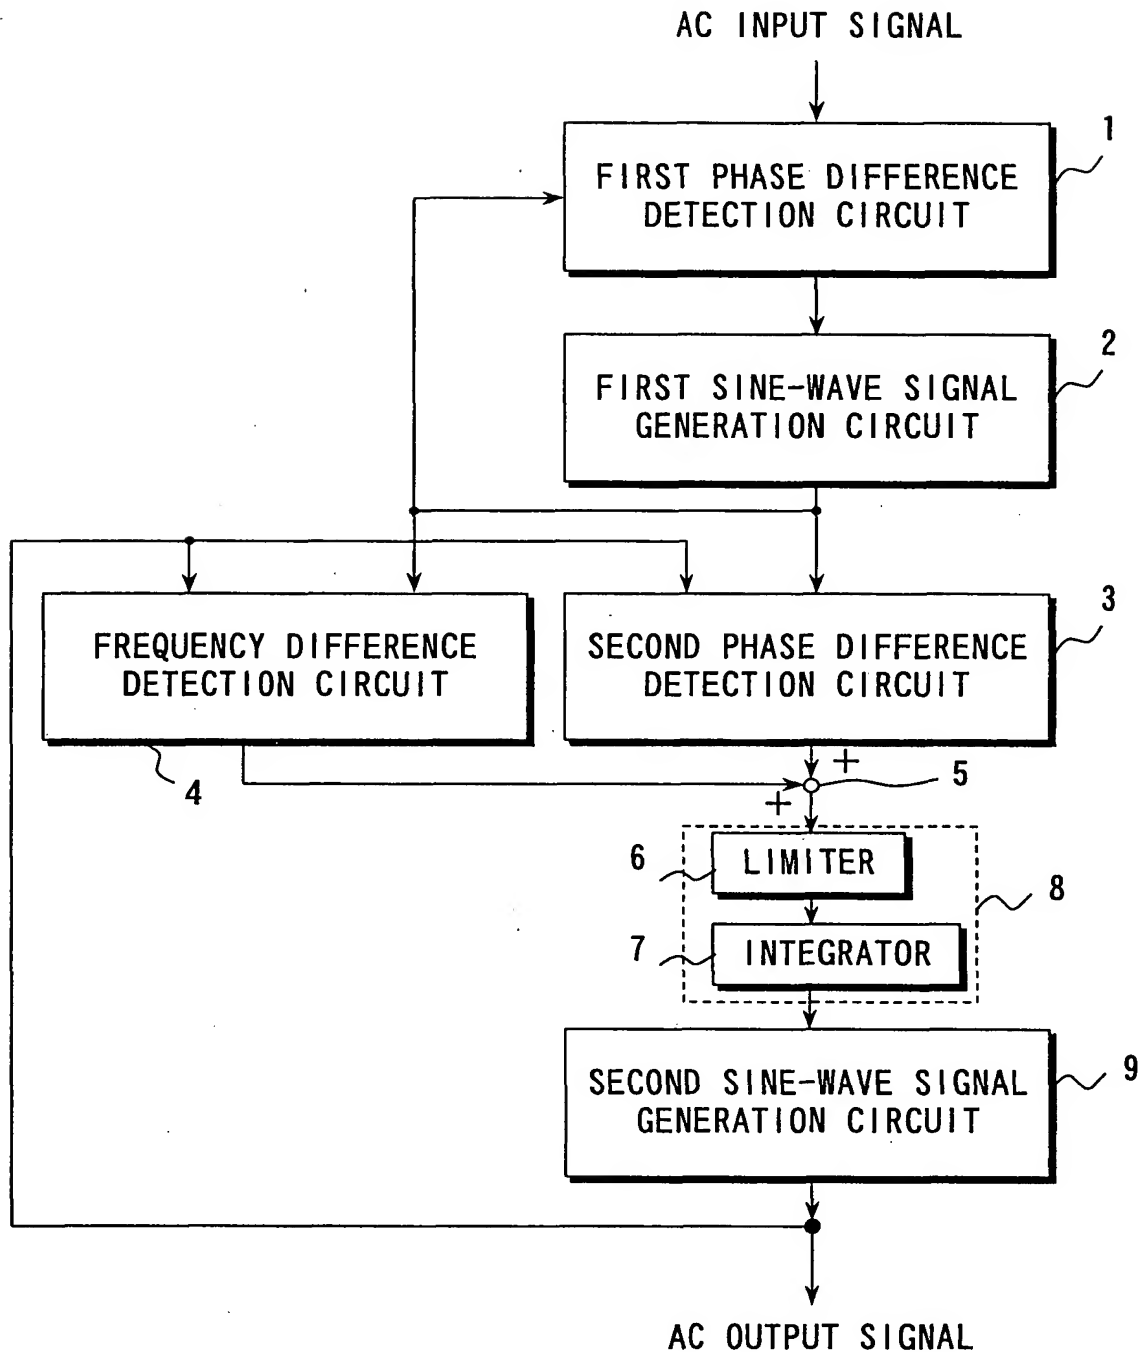 AC INPUT SIGNAL
1
FIRST PHASE DIFFERENCE
DETECTION CIRCUIT
2
FIRST SINE-WAVE SIGNAL
GENERATION CIRCUIT
3
FREQUENCY DIFFERENCE
DETECTION CIRCUIT
SECOND PHASE DIFFERENCE
DETECTION CIRCUIT
4
+
+
5
6
LIMITER
8
7
INTEGRATOR
SECOND SINE-WAVE SIGNAL
GENERATION CIRCUIT
9
AC OUTPUT SIGNAL